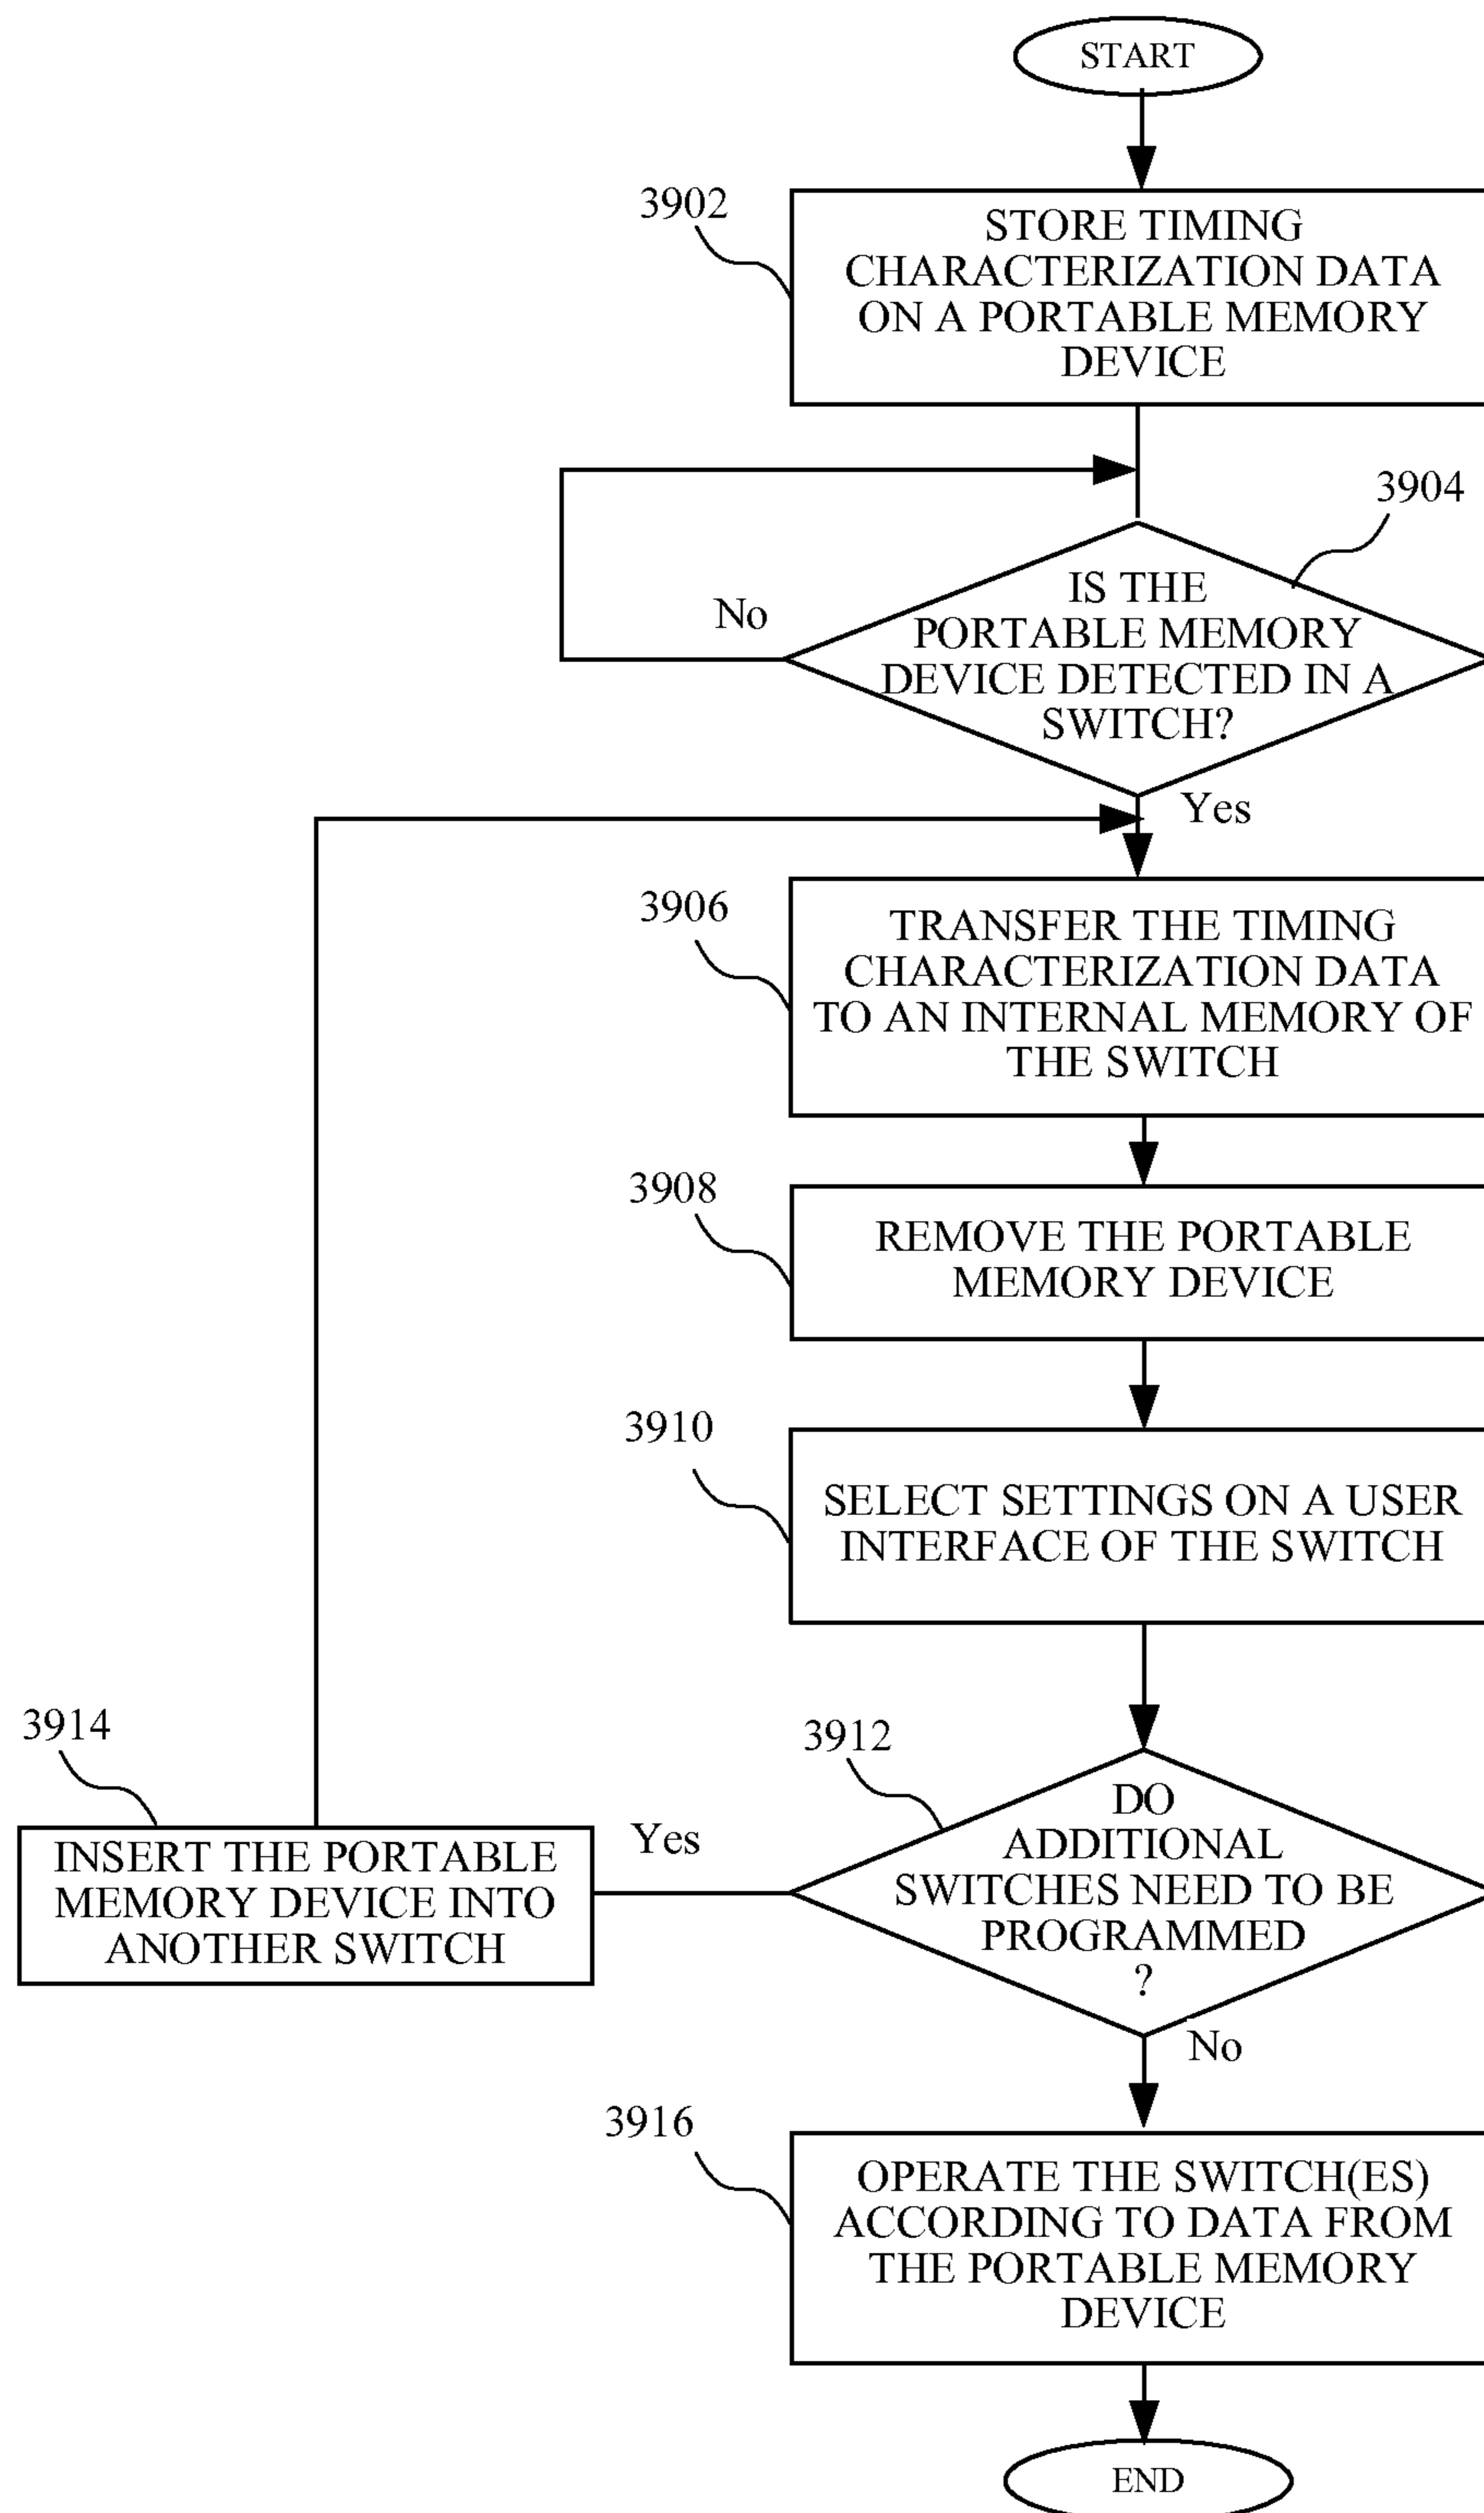 START
3902
STORE TIMING
CHARACTERIZATION DATA
ON A PORTABLE MEMORY
DEVICE
3904
IS THE
PORTABLE MEMORY
DEVICE DETECTED IN A
SWITCH?
No
Yes
3906
TRANSFER THE TIMING
CHARACTERIZATION DATA
TO AN INTERNAL MEMORY OF
THE SWITCH
3908
REMOVE THE PORTABLE
MEMORY DEVICE
3910
SELECT SETTINGS ON A USER
INTERFACE OF THE SWITCH
3912
DO
ADDITIONAL
SWITCHES NEED TO BE
PROGRAMMED
?
Yes
3914
INSERT THE PORTABLE
MEMORY DEVICE INTO
ANOTHER SWITCH
No
3916
OPERATE THE SWITCH(ES)
ACCORDING TO DATA FROM
THE PORTABLE MEMORY
DEVICE
END